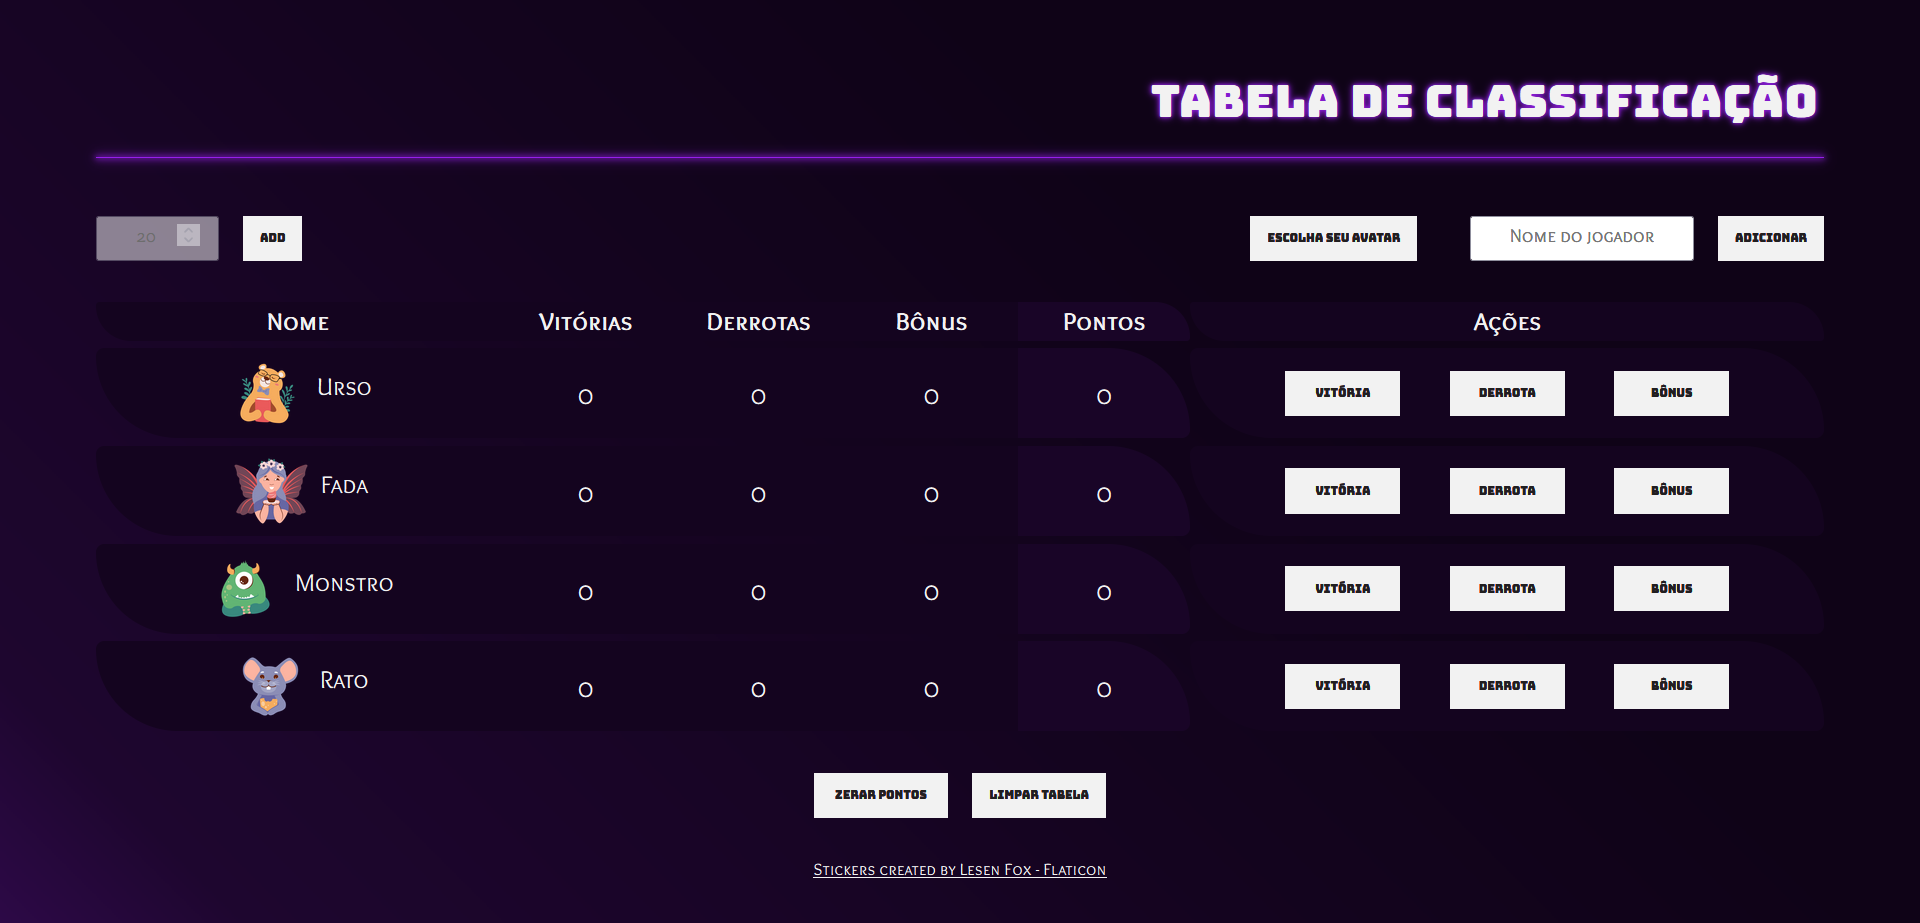 TABELA DE CLASSIFICAÇÃO
20 ADD ESCOLHA SEU AVATAR Nome do jogador ADICIONAR
Nome Vitórias Derrotas Bônus Pontos Ações
Urso 0 0 0 0 VITÓRIA DERROTA BÔNUS
Fada 0 0 0 0 VITÓRIA DERROTA BÔNUS
Monstro 0 0 0 0 VITÓRIA DERROTA BÔNUS
Rato 0 0 0 0 VITÓRIA DERROTA BÔNUS
ZERAR PONTOS LIMPAR TABELA
Stickers created by Lesen Fox - Flaticon